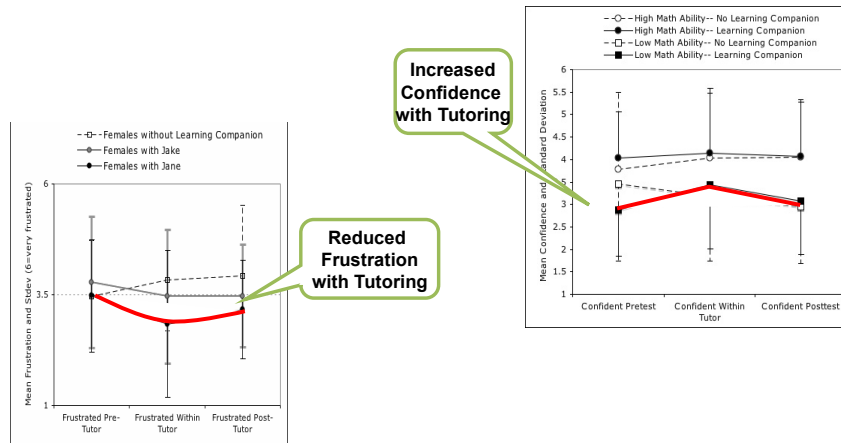 Females without Learning Companion
Females with Jake
Females with Jane
Mean Frustration and Stdev (6=very frustrated)
6
3.5
1
Frustrated Pre-
Tutor
Frustrated Within
Tutor
Frustrated Post-
Tutor
Reduced
Frustration
with Tutoring
Increased
Confidence
with Tutoring
High Math Ability-- No Learning Companion
High Math Ability-- Learning Companion
Low Math Ability-- No Learning Companion
Low Math Ability-- Learning Companion
Mean Confidence and Standard Deviation
6
5.5
5
4.5
4
3.5
3
2.5
2
1.5
1
Confident Pretest
Confident Within
Tutor
Confident Posttest